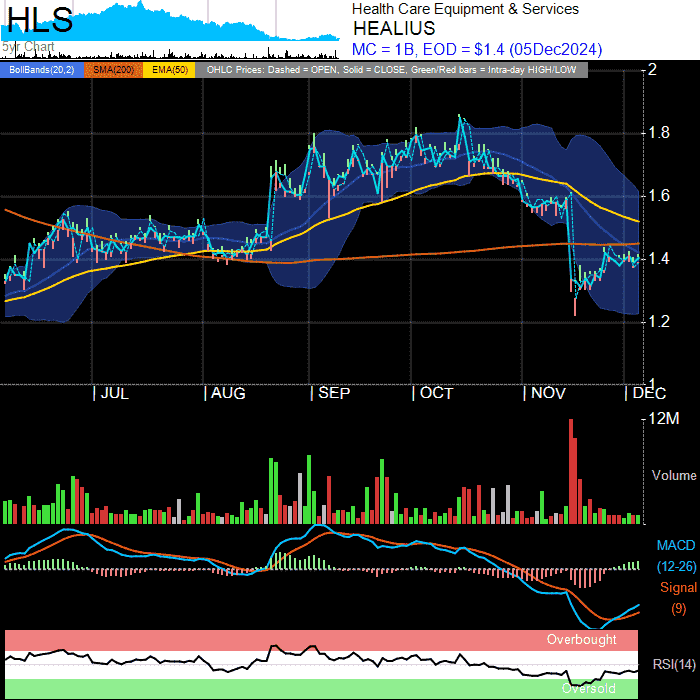 HLS
5yr Chart
Health Care Equipment & Services
HEALIUS
MC = 1B, EOD = $1.4 (05Dec2024)
BollBands(20,2) SMA(200) EMA(50) OHLC Prices: Dashed = OPEN, Solid = CLOSE, Green/Red bars = Intra-day HIGH/LOW
2
1.8
1.6
1.4
1.2
1
| JUL | AUG | SEP | OCT | NOV | DEC
12M
Volume
MACD
(12-26)
Signal
(9)
Overbought
RSI(14)
Oversold